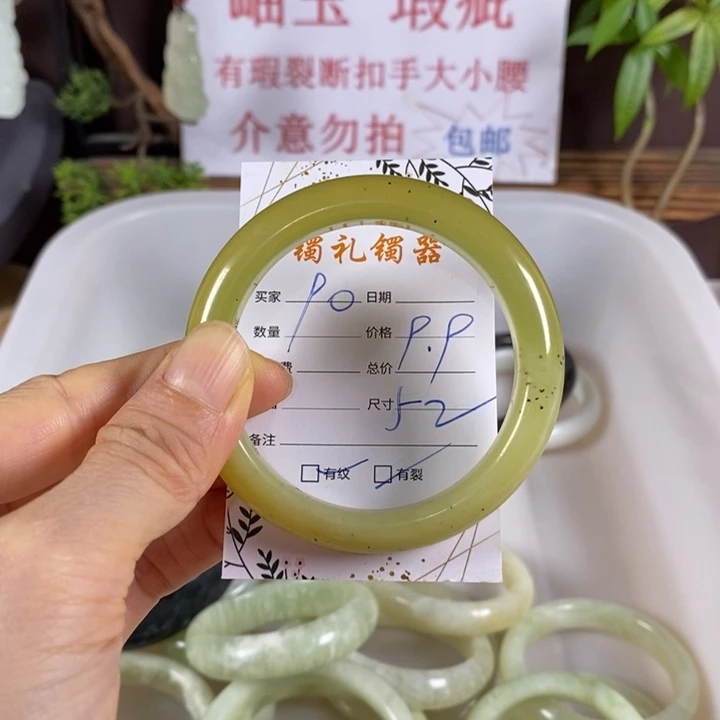 岫玉 瑕疵
有瑕裂断扣手大小腰
介意勿拍 包邮
镯礼镯器
买家 90 日期
数量 价格 9.9
费 总价
尺寸 52
备注
有纹 有裂